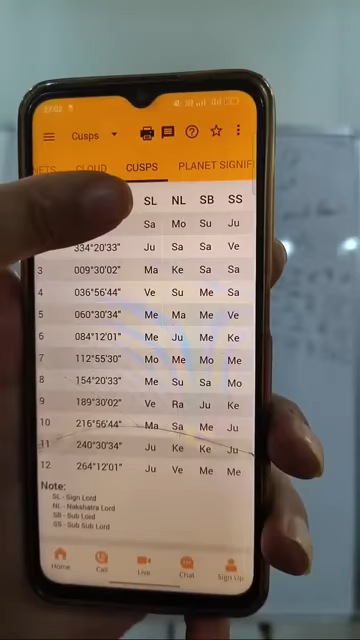 Cusps
CLOUD CUSPS PLANET SIGNIFI
SL NL SB SS
Sa Mo Su Ju
334°20'33" Ju Sa Sa Ve
3 009°30'02" Ma Ke Sa Sa
4 036°56'44" Ve Su Me Sa
5 060°30'34" Me Ma Me Ve
6 084°12'01" Me Ju Me Ke
7 112°55'30" Mo Me Mo Me
8 154°20'33" Me Su Sa Mo
9 189°30'02" Ve Ra Ju Ke
10 216°56'44" Ma Sa Me Ju
11 240°30'34" Ju Ke Ke Ju
12 264°12'01" Ju Ve Me Me
Note:
SL - Sign Lord
NL - Nakshatra Lord
SB - Sub Lord
SS - Sub Sub Lord
Home Call Live Chat Sign Up